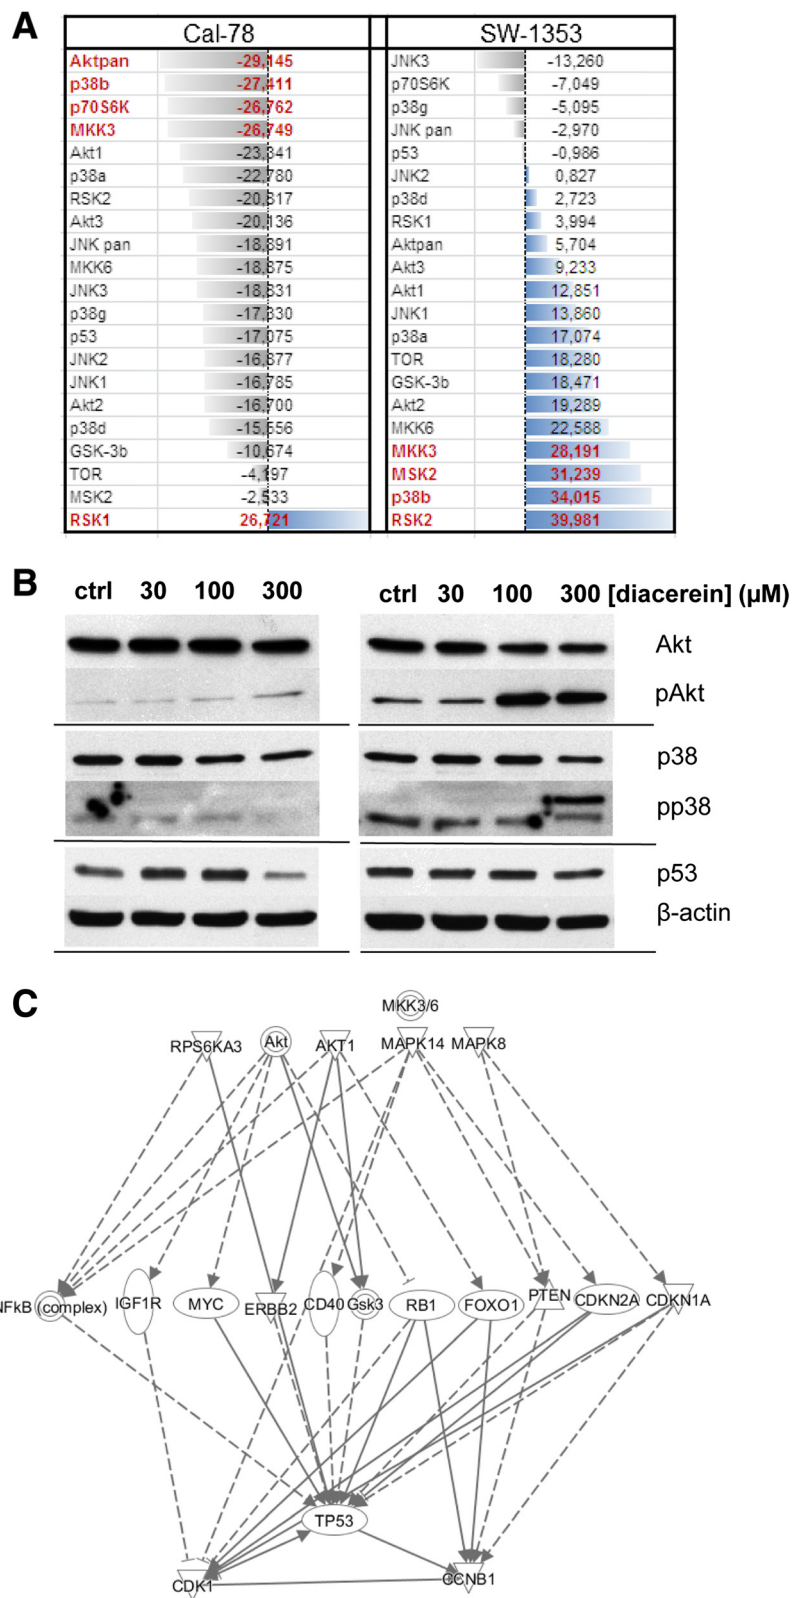 A
Cal-78 SW-1353
Aktpan -29,145 JNK3 -13,260
p38b -27,411 p70S6K -7,049
p70S6K -26,762 p38g -5,095
MKK3 -26,749 JNK pan -2,970
Akt1 -23,341 p53 -0,986
p38a -22,780 JNK2 0,827
RSK2 -20,817 p38d 2,723
Akt3 -20,136 RSK1 3,994
JNK pan -18,891 Aktpan 5,704
MKK6 -18,875 Akt3 9,233
JNK3 -18,831 Akt1 12,851
p38g -17,330 JNK1 13,860
p53 -17,075 p38a 17,074
JNK2 -16,877 TOR 18,280
JNK1 -16,785 GSK-3b 18,471
Akt2 -16,700 Akt2 19,289
p38d -15,556 MKK6 22,588
GSK-3b -10,674 MKK3 28,191
TOR -4,197 MSK2 31,239
MSK2 -2,533 p38b 34,015
RSK1 26,721 RSK2 39,981
B
ctrl 30 100 300 ctrl 30 100 300 [diacerein] (µM)
Akt
pAkt
p38
pp38
p53
β-actin
C
MKK3/6
RPS6KA3 Akt AKT1 MAPK14 MAPK8
NFkB (complex) IGF1R MYC ERBB2 CD40 Gsk3 RB1 FOXO1 PTEN CDKN2A CDKN1A
TP53
CDK1 CCNB1